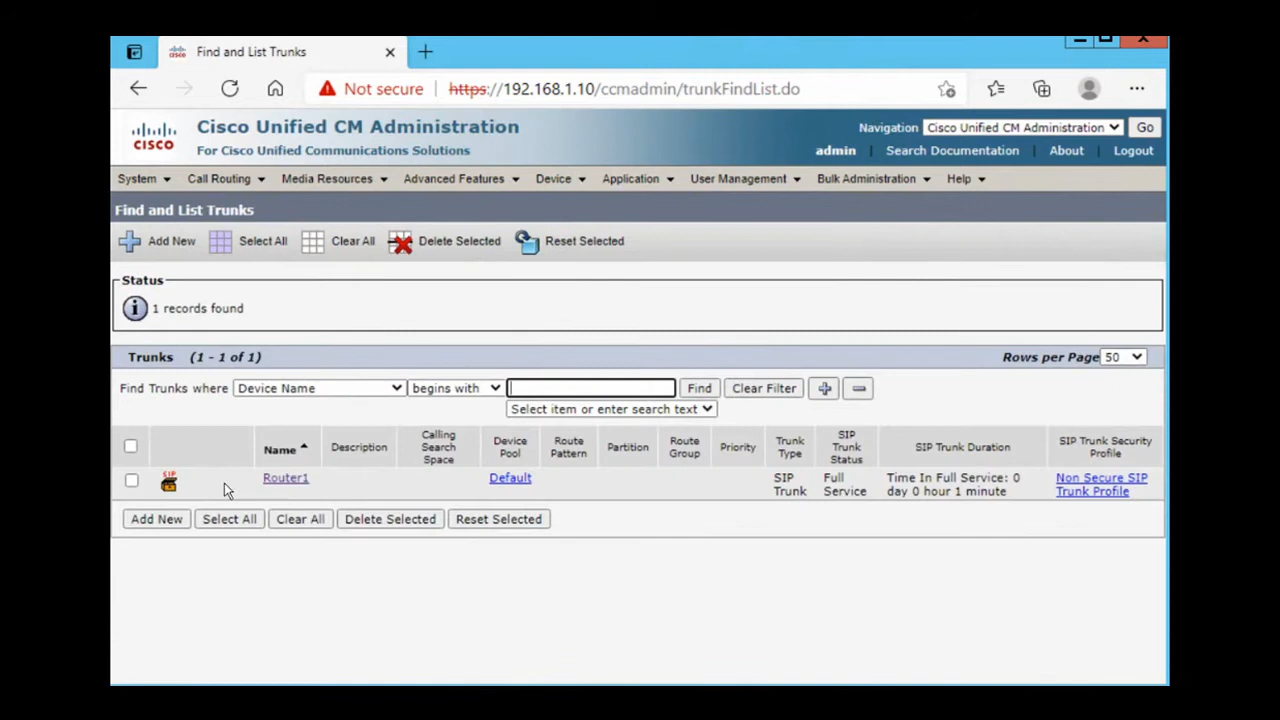 Find and List Trunks
Not secure https://192.168.1.10/ccmadmin/trunkFindList.do
CISCO
Cisco Unified CM Administration
For Cisco Unified Communications Solutions
Navigation Cisco Unified CM Administration Go
admin Search Documentation About Logout
System Call Routing Media Resources Advanced Features Device Application User Management Bulk Administration Help
Find and List Trunks
Add New Select All Clear All Delete Selected Reset Selected
Status
1 records found
Trunks (1 - 1 of 1) Rows per Page 50
Find Trunks where Device Name begins with Find Clear Filter
Select item or enter search text
Name Description Calling Search Space Device Pool Route Pattern Partition Route Group Priority Trunk Type SIP Trunk Status SIP Trunk Duration SIP Trunk Security Profile
SIP Router1 Default SIP Trunk Full Service Time In Full Service: 0 day 0 hour 1 minute Non Secure SIP Trunk Profile
Add New Select All Clear All Delete Selected Reset Selected